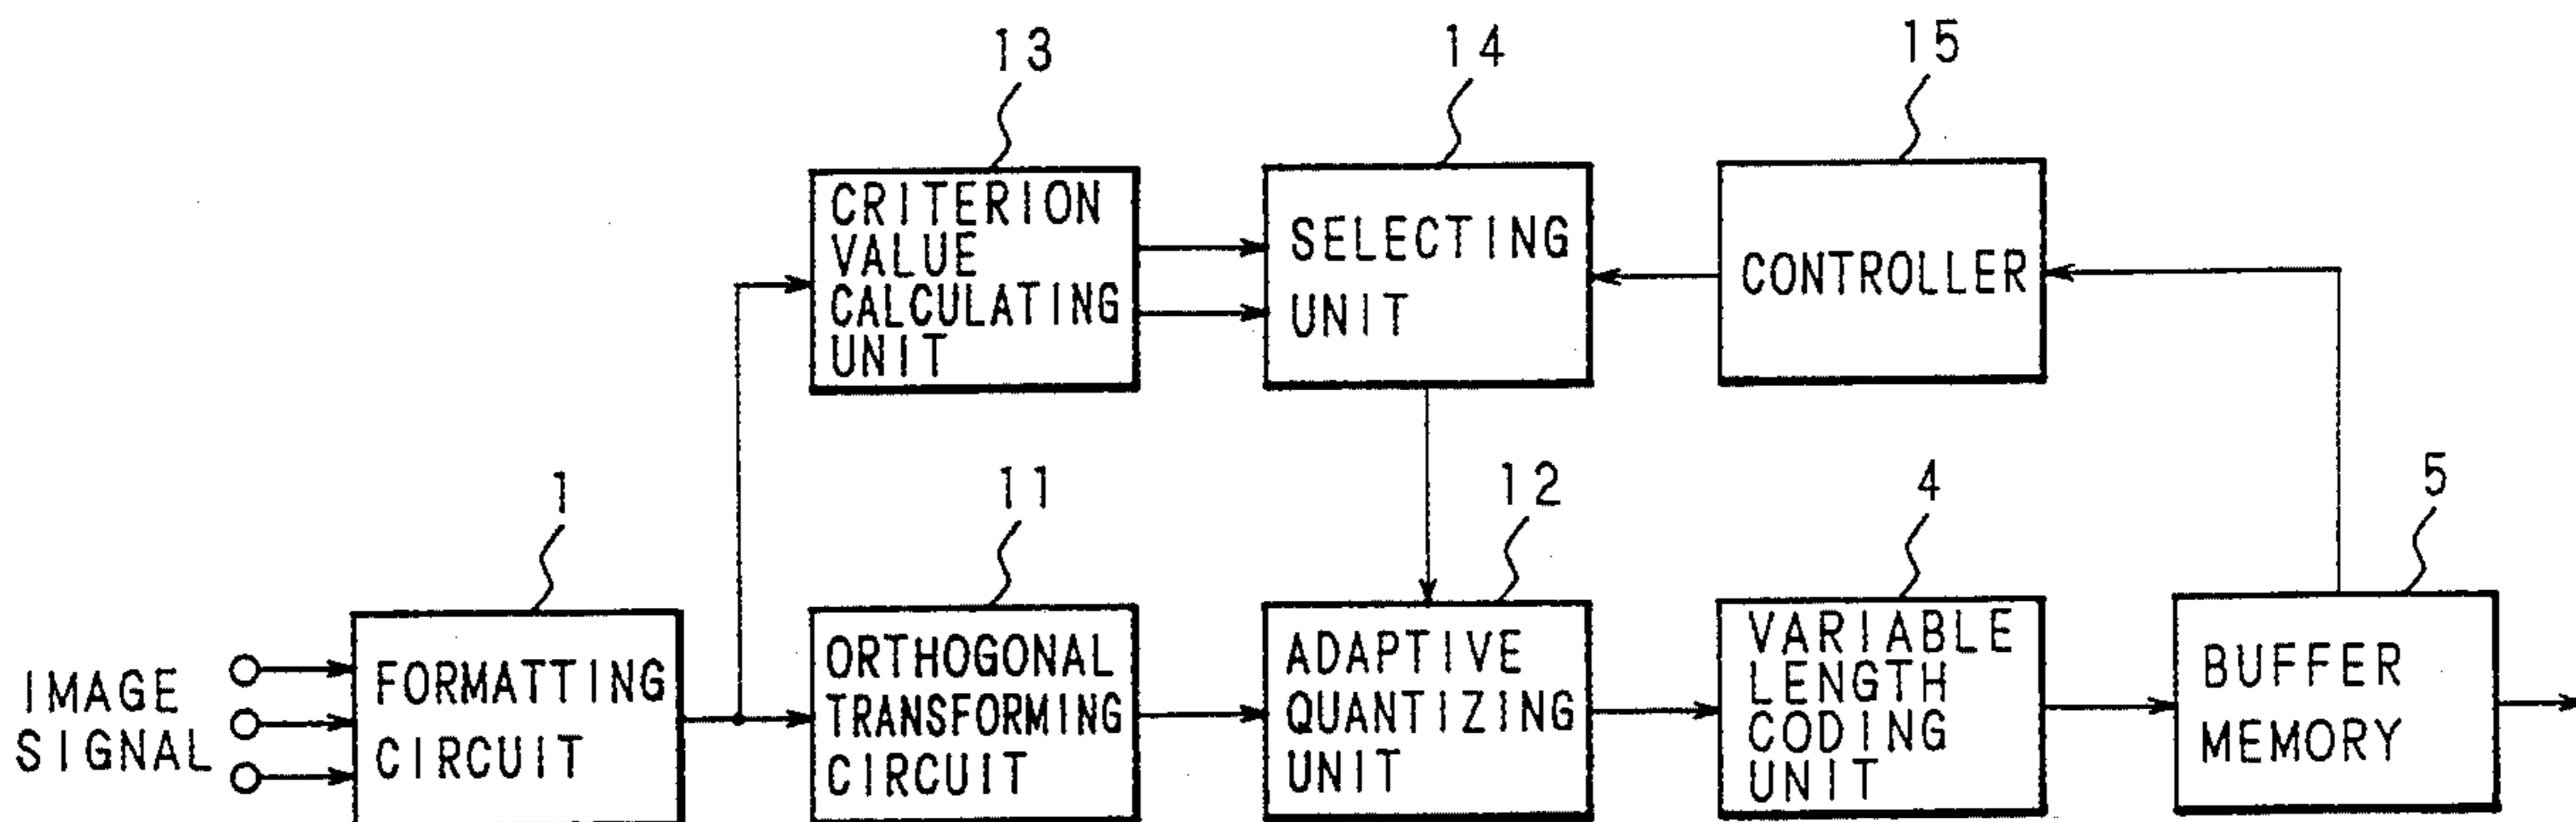 13
14
15
CRITERION
VALUE
CALCULATING
UNIT
SELECTING
UNIT
CONTROLLER
1
11
12
4
5
IMAGE
SIGNAL
FORMATTING
CIRCUIT
ORTHOGONAL
TRANSFORMING
CIRCUIT
ADAPTIVE
QUANTIZING
UNIT
VARIABLE
LENGTH
CODING
UNIT
BUFFER
MEMORY